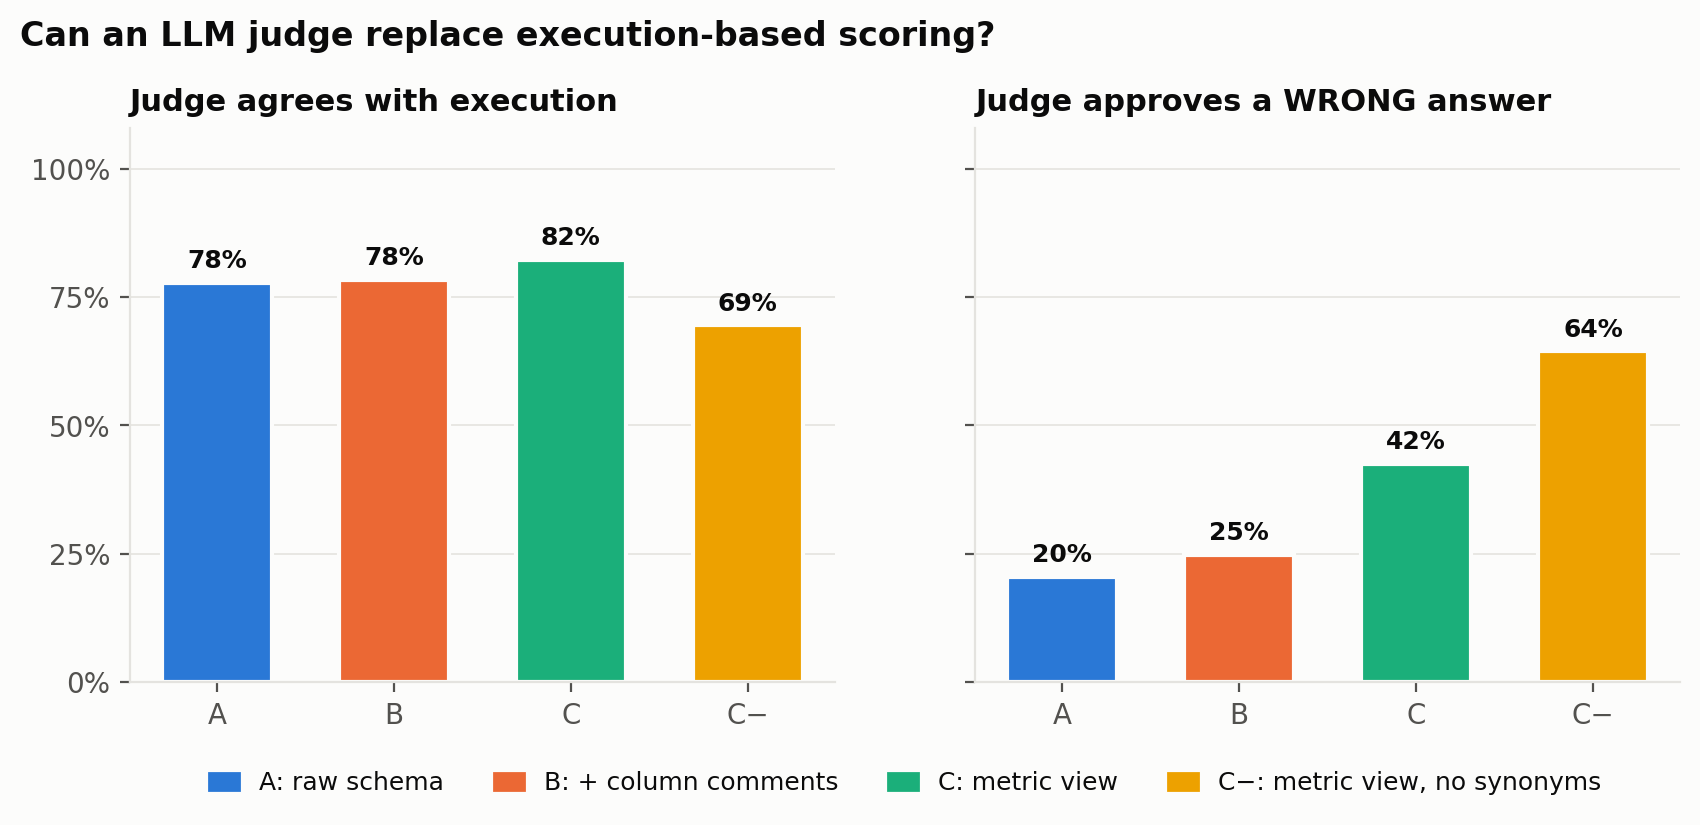 Can an LLM judge replace execution-based scoring?
Judge agrees with execution
100%
75%
50%
25%
0%
78%
78%
82%
69%
A
B
C
C−
Judge approves a WRONG answer
20%
25%
42%
64%
A
B
C
C−
A: raw schema
B: + column comments
C: metric view
C−: metric view, no synonyms